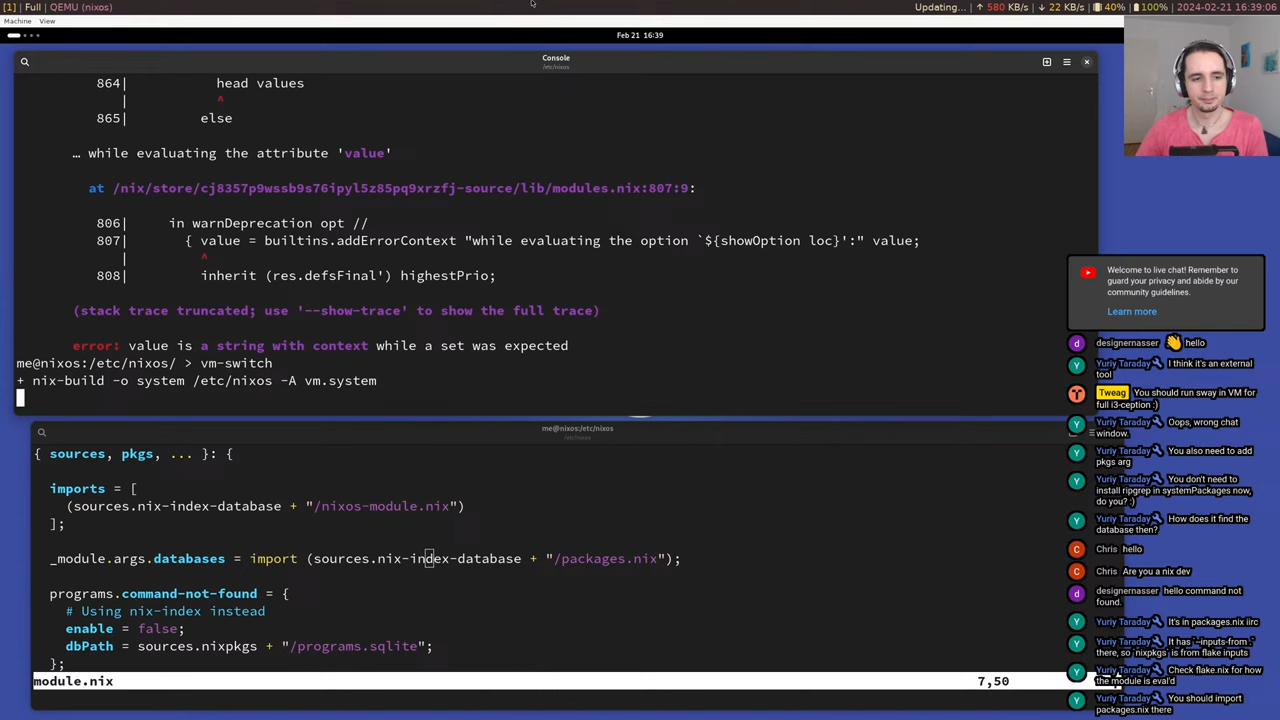 [1] | Full | QEMU (nixos)
Updating... | ↑ 580 KB/s | ↓ 22 KB/s | 40% | 100% | 2024-02-21 16:39:06
Machine View
Feb 21 16:39
Console
/etc/nixos
864| head values
| ^
865| else
… while evaluating the attribute 'value'
at /nix/store/cj8357p9wssb9s76ipyl5z85pq9xrzfj-source/lib/modules.nix:807:9:
806| in warnDeprecation opt //
807| { value = builtins.addErrorContext "while evaluating the option `${showOption loc}':" value;
| ^
808| inherit (res.defsFinal') highestPrio;
(stack trace truncated; use '--show-trace' to show the full trace)
error: value is a string with context while a set was expected
me@nixos:/etc/nixos/ > vm-switch
+ nix-build -o system /etc/nixos -A vm.system
me@nixos:/etc/nixos
/etc/nixos
{ sources, pkgs, ... }: {
imports = [
(sources.nix-index-database + "/nixos-module.nix")
];
_module.args.databases = import (sources.nix-index-database + "/packages.nix");
programs.command-not-found = {
# Using nix-index instead
enable = false;
dbPath = sources.nixpkgs + "/programs.sqlite";
};
module.nix
7,50
Welcome to live chat! Remember to
guard your privacy and abide by our
community guidelines.
Learn more
d designernasser 👋 hello
Y Yuriy Taraday I think it's an external
tool
Tweag You should run sway in VM for
full i3-ception :)
Y Yuriy Taraday Oops, wrong chat
window.
Y Yuriy Taraday You also need to add
pkgs arg
Y Yuriy Taraday You don't need to
install ripgrep in systemPackages now,
do you? ;)
Y Yuriy Taraday How does it find the
database then?
C Chris hello
C Chris Are you a nix dev
d designernasser hello command not
found.
Y Yuriy Taraday It's in packages.nix iirc
Y Yuriy Taraday It has `--inputs-from .`
there, so `nixpkgs` is from flake inputs
Y Yuriy Taraday Check flake.nix for how
the module is eval'd
Y Yuriy Taraday You should import
packages.nix there